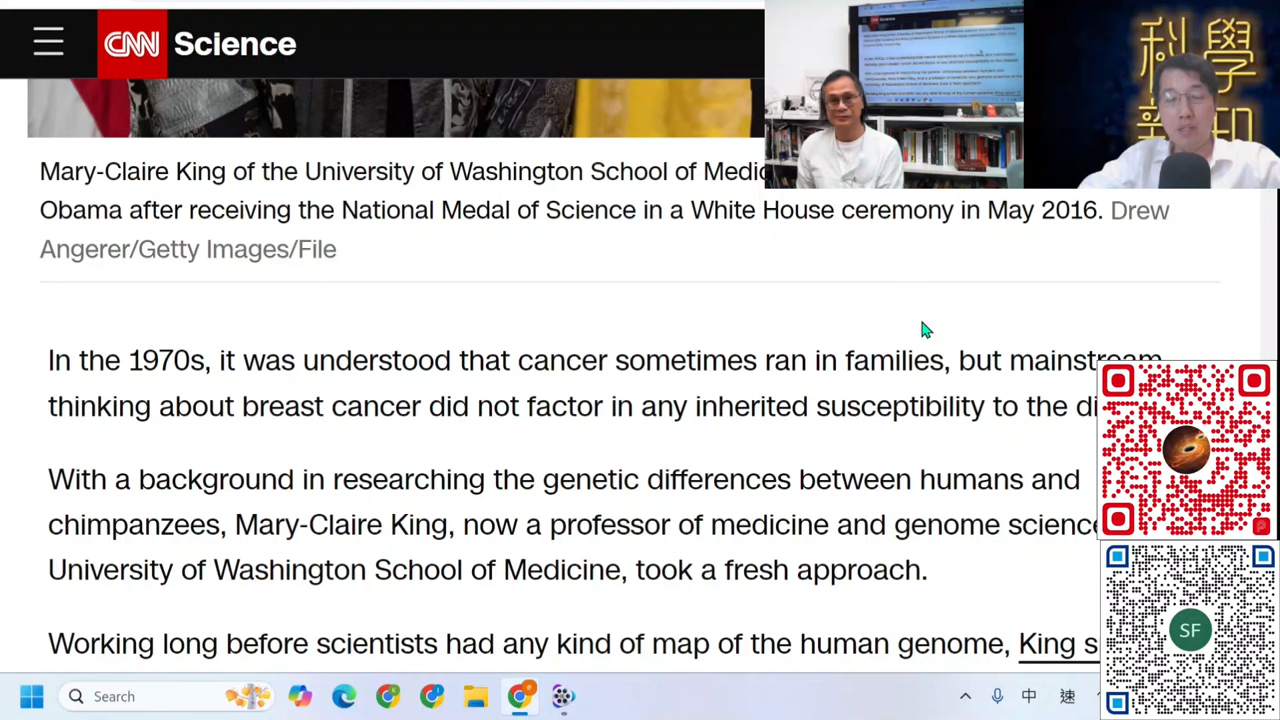 CNN Science
科學
新知
Mary-Claire King of the University of Washington School of Medic
Obama after receiving the National Medal of Science in a White House ceremony in May 2016. Drew
Angerer/Getty Images/File
In the 1970s, it was understood that cancer sometimes ran in families, but mainstream
thinking about breast cancer did not factor in any inherited susceptibility to the di
With a background in researching the genetic differences between humans and
chimpanzees, Mary-Claire King, now a professor of medicine and genome science
University of Washington School of Medicine, took a fresh approach.
SF
Working long before scientists had any kind of map of the human genome, King s
Search
中
速